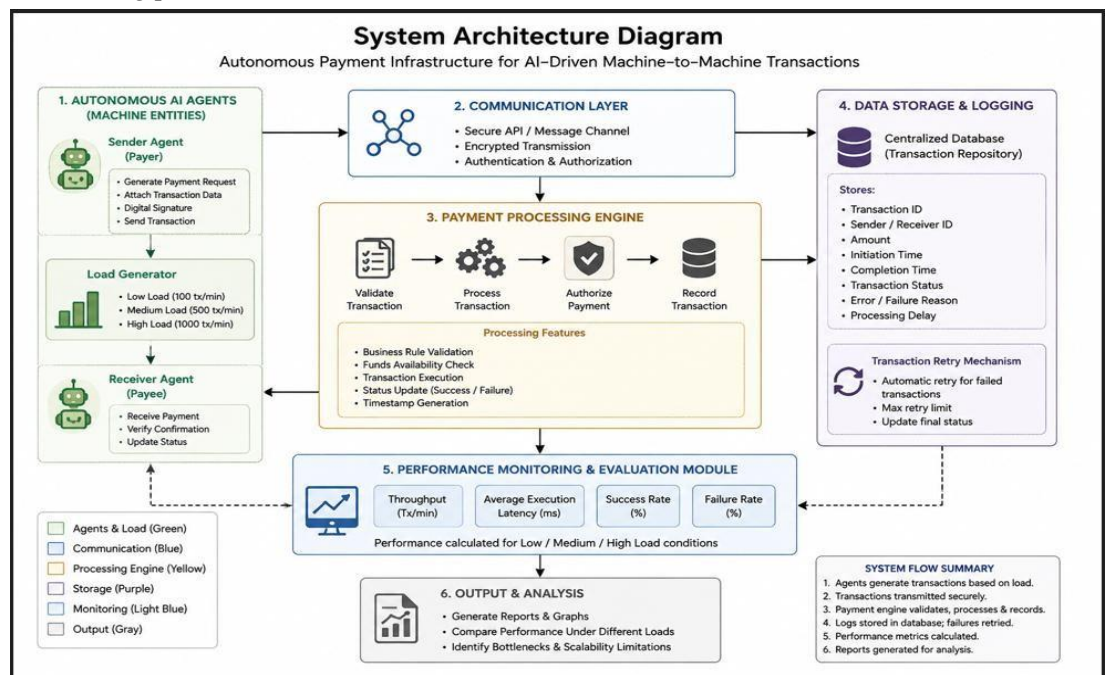 System Architecture Diagram
Autonomous Payment Infrastructure for AI-Driven Machine-to-Machine Transactions
1. AUTONOMOUS AI AGENTS
(MACHINE ENTITIES)
Sender Agent
(Payer)
• Generate Payment Request
• Attach Transaction Data
• Digital Signature
• Send Transaction
Load Generator
• Low Load (100 tx/min)
• Medium Load (500 tx/min)
• High Load (1000 tx/min)
Receiver Agent
(Payee)
• Receive Payment
• Verify Confirmation
• Update Status
2. COMMUNICATION LAYER
• Secure API / Message Channel
• Encrypted Transmission
• Authentication & Authorization
3. PAYMENT PROCESSING ENGINE
Validate
Transaction
Process
Transaction
Authorize
Payment
Record
Transaction
Processing Features
• Business Rule Validation
• Funds Availability Check
• Transaction Execution
• Status Update (Success / Failure)
• Timestamp Generation
4. DATA STORAGE & LOGGING
Centralized Database
(Transaction Repository)
Stores:
• Transaction ID
• Sender / Receiver ID
• Amount
• Initiation Time
• Completion Time
• Transaction Status
• Error / Failure Reason
• Processing Delay
Transaction Retry Mechanism
• Automatic retry for failed
transactions
• Max retry limit
• Update final status
5. PERFORMANCE MONITORING & EVALUATION MODULE
Throughput
(Tx/min)
Average Execution
Latency (ms)
Success Rate
(%)
Failure Rate
(%)
Performance calculated for Low / Medium / High Load conditions
6. OUTPUT & ANALYSIS
• Generate Reports & Graphs
• Compare Performance Under Different Loads
• Identify Bottlenecks & Scalability Limitations
Agents & Load (Green)
Communication (Blue)
Processing Engine (Yellow)
Storage (Purple)
Monitoring (Light Blue)
Output (Gray)
SYSTEM FLOW SUMMARY
1. Agents generate transactions based on load.
2. Transactions transmitted securely.
3. Payment engine validates, processes & records.
4. Logs stored in database; failures retried.
5. Performance metrics calculated.
6. Reports generated for analysis.